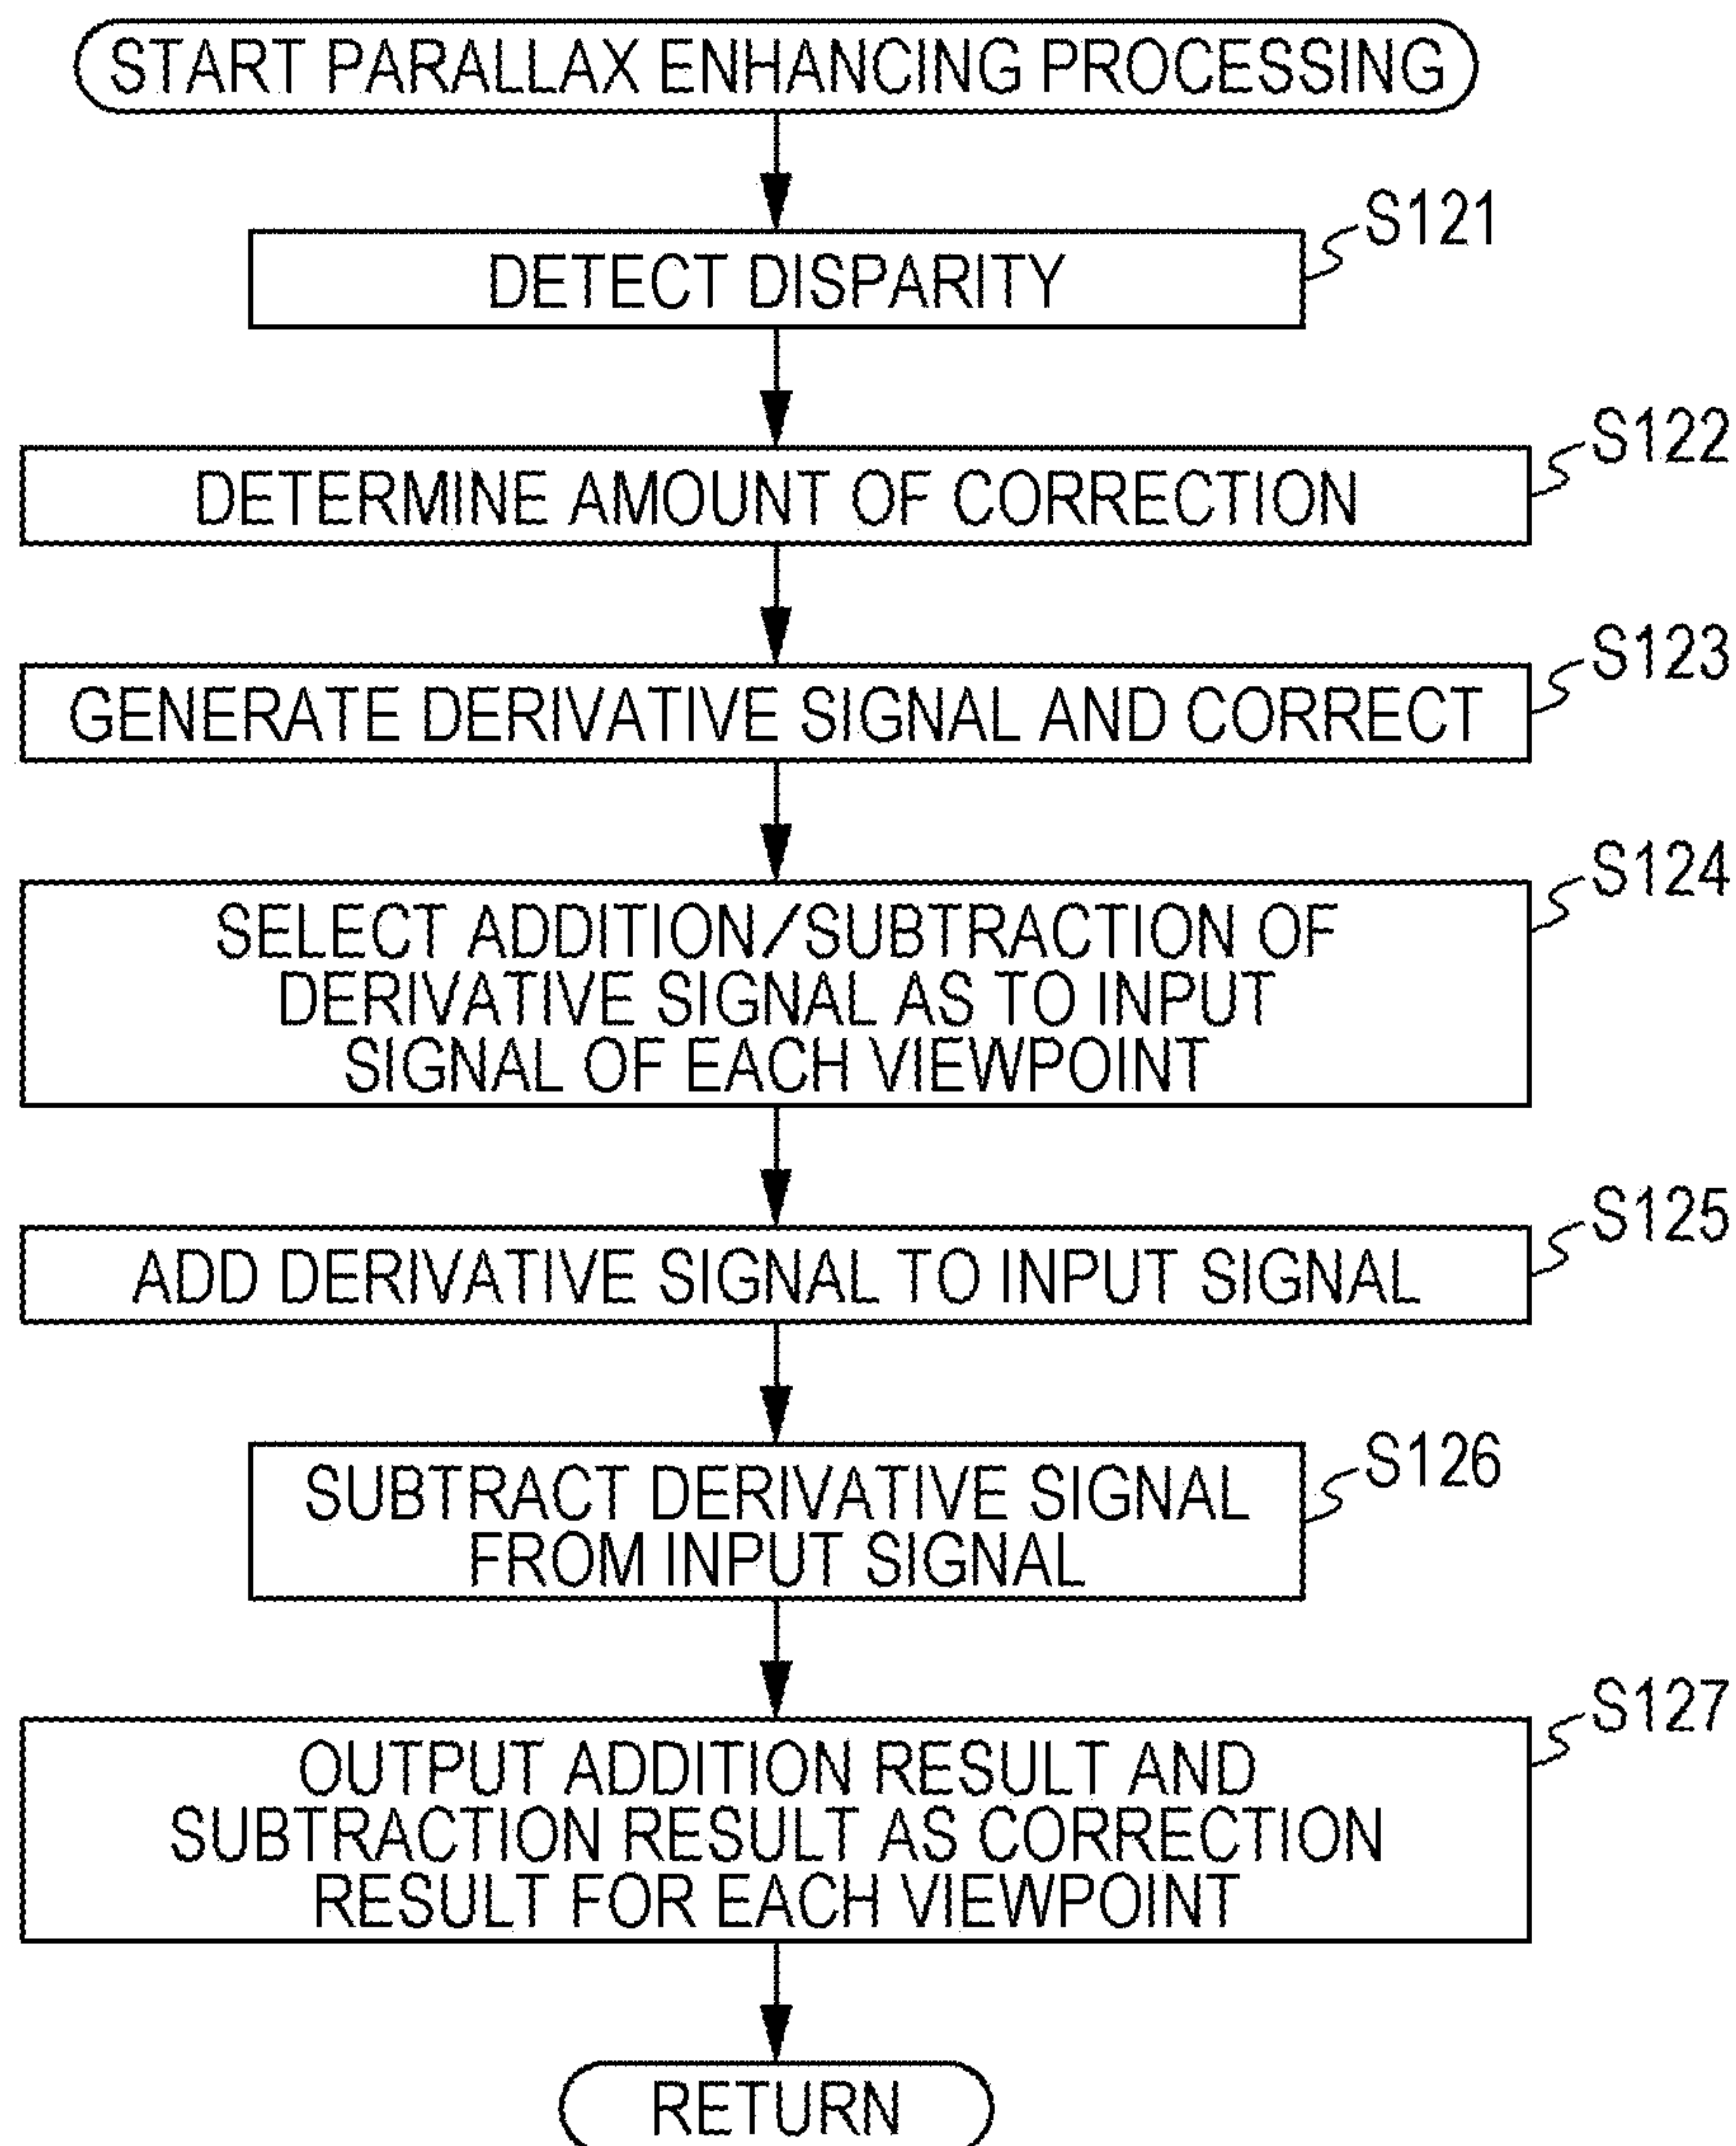 START PARALLAX ENHANCING PROCESSING
S121
DETECT DISPARITY
S122
DETERMINE AMOUNT OF CORRECTION
S123
GENERATE DERIVATIVE SIGNAL AND CORRECT
S124
SELECT ADDITION/SUBTRACTION OF
DERIVATIVE SIGNAL AS TO INPUT
SIGNAL OF EACH VIEWPOINT
S125
ADD DERIVATIVE SIGNAL TO INPUT SIGNAL
S126
SUBTRACT DERIVATIVE SIGNAL
FROM INPUT SIGNAL
S127
OUTPUT ADDITION RESULT AND
SUBTRACTION RESULT AS CORRECTION
RESULT FOR EACH VIEWPOINT
RETURN